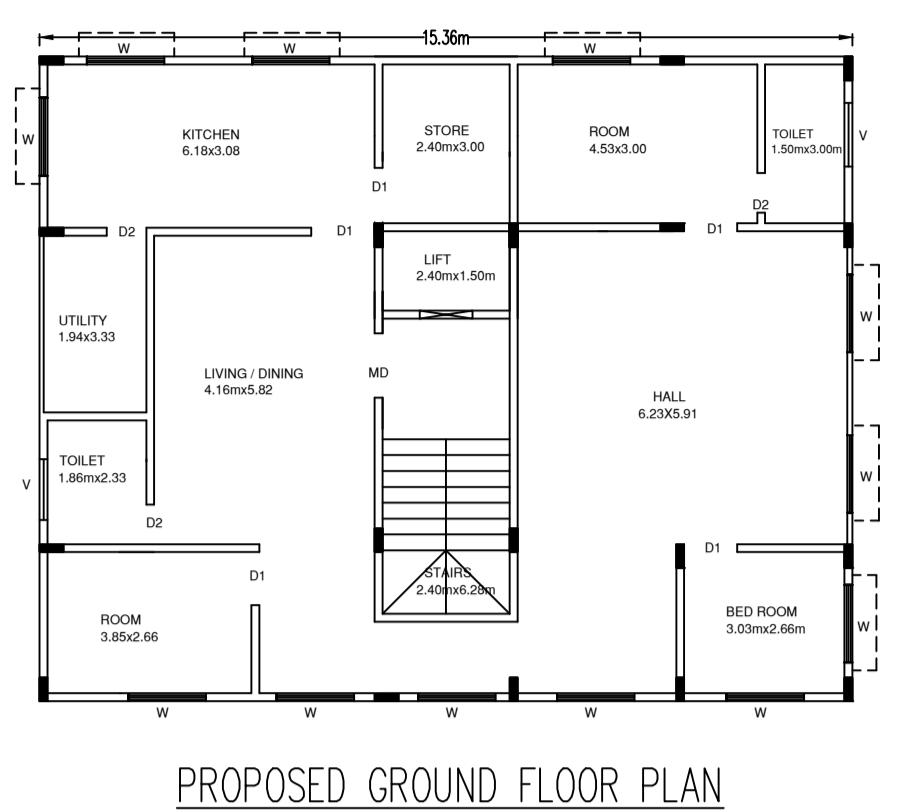 15.36m
W
W
W
W
KITCHEN
6.18x3.08
STORE
2.40mx3.00
ROOM
4.53x3.00
TOILET
1.50mx3.00m
V
D1
D2
D2
D1
D1
LIFT
2.40mx1.50m
W
UTILITY
1.94x3.33
LIVING / DINING
4.16mx5.82
MD
HALL
6.23X5.91
TOILET
1.86mx2.33
V
W
D2
D1
D1
STAIRS
2.40mx6.28m
ROOM
3.85x2.66
BED ROOM
3.03mx2.66m
W
W
W
W
W
W
PROPOSED GROUND FLOOR PLAN